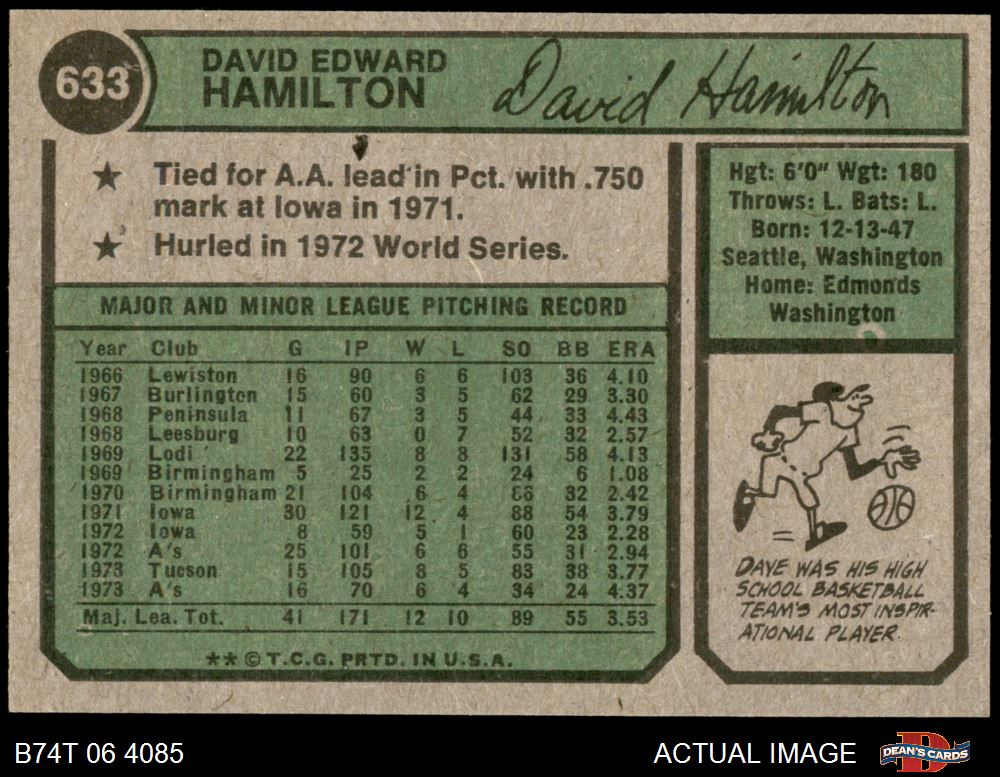 633
DAVID EDWARD
HAMILTON
David Hamilton
★ Tied for A.A. lead in Pct. with .750
mark at Iowa in 1971.
★ Hurled in 1972 World Series.
Hgt: 6'0" Wgt: 180
Throws: L. Bats: L.
Born: 12-13-47
Seattle, Washington
Home: Edmonds
Washington
MAJOR AND MINOR LEAGUE PITCHING RECORD
Year Club G IP W L SO BB ERA
1966 Lewiston 16 90 6 6 103 36 4.10
1967 Burlington 15 60 3 5 62 29 3.30
1968 Peninsula 11 67 3 5 44 33 4.43
1968 Leesburg 10 63 0 7 52 32 2.57
1969 Lodi 22 135 8 8 131 58 4.13
1969 Birmingham 5 25 2 2 24 6 1.08
1970 Birmingham 21 104 6 4 66 32 2.42
1971 Iowa 30 121 12 4 88 54 3.79
1972 Iowa 8 59 5 1 60 23 2.28
1972 A's 25 101 6 6 55 31 2.94
1973 Tucson 15 105 8 5 83 38 3.77
1973 A's 16 70 6 4 34 24 4.37
Maj. Lea. Tot. 41 171 12 10 89 55 3.53
** © T.C.G. PRTD. IN U.S.A.
DAVE WAS HIS HIGH
SCHOOL BASKETBALL
TEAM'S MOST INSPIR-
ATIONAL PLAYER.
B74T 06 4085
ACTUAL IMAGE
DEAN'S CARDS